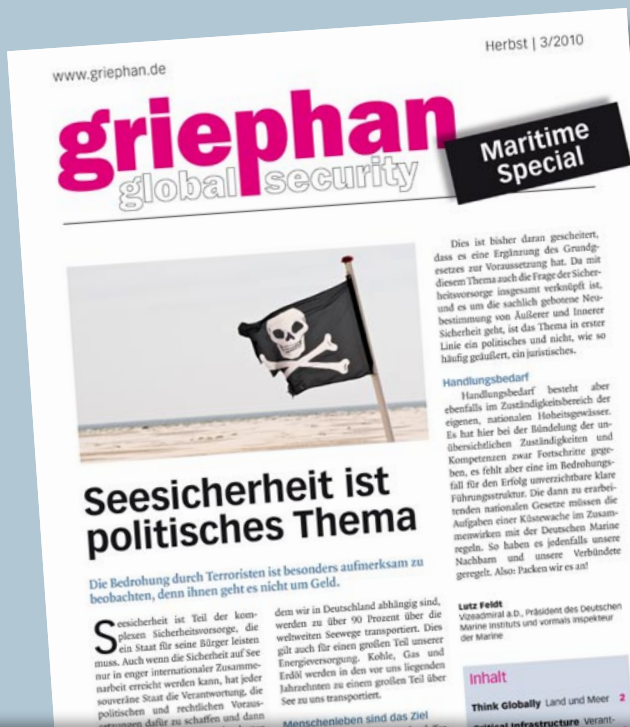 www.griephan.de
Herbst | 3/2010
griephan
global security
Maritime
Special
Seesicherheit ist
politisches Thema
Die Bedrohung durch Terroristen ist besonders aufmerksam zu
beobachten, denn ihnen geht es nicht um Geld.
Seesicherheit ist Teil der kom-
plexen Sicherheitsvorsorge, die
ein Staat für seine Bürger leisten
muss. Auch wenn die Sicherheit auf See
nur in enger internationaler Zusamme-
narbeit erreicht werden kann, hat jeder
souveräne Staat die Verantwortung, die
politischen und rechtlichen Voraus-
setzungen dafür zu schaffen und dann
dem wir in Deutschland abhängig sind,
werden zu über 90 Prozent über die
weltweiten Seewege transportiert. Dies
gilt auch für einen großen Teil unserer
Energieversorgung. Kohle, Gas und
Erdöl werden in den vor uns liegenden
Jahrzehnten zu einem großen Teil über
See zu uns transportiert.
Menschenleben sind das Ziel
Dies ist bisher daran gescheitert,
dass es eine Ergänzung des Grundg-
esetzes zur Voraussetzung hat. Da mit
diesem Thema auch die Frage der Sicher-
heitsvorsorge insgesamt verknüpft ist,
und es um die sachlich gebotene Neu-
bestimmung von Äußerer und Innerer
Sicherheit geht, ist das Thema in erster
Linie ein politisches und nicht, wie so
häufig geäußert, ein juristisches.
Handlungsbedarf
Handlungsbedarf besteht aber
ebenfalls im Zuständigkeitsbereich der
eigenen, nationalen Hoheitsgewässer.
Es hat hier bei der Bündelung der un-
übersichtlichen Zuständigkeiten und
Kompetenzen zwar Fortschritte gege-
ben, es fehlt aber eine im Bedrohungs-
fall für den Erfolg unverzichtbare klare
Führungsstruktur. Die dann zu erarbei-
tenden nationalen Gesetze müssen die
Aufgaben einer Küstenwache im Zusam-
menwirken mit der Deutschen Marine
regeln. So haben es jedenfalls unsere
Nachbarn und unsere Verbündete
geregelt. Also: Packen wir es an!
Lutz Feldt
Vizeadmiral a.D., Präsident des Deutschen
Marine Instituts und vormals Inspekteur
der Marine
Inhalt
Think Globally Land und Meer 2
Critical Infrastructure Verant-